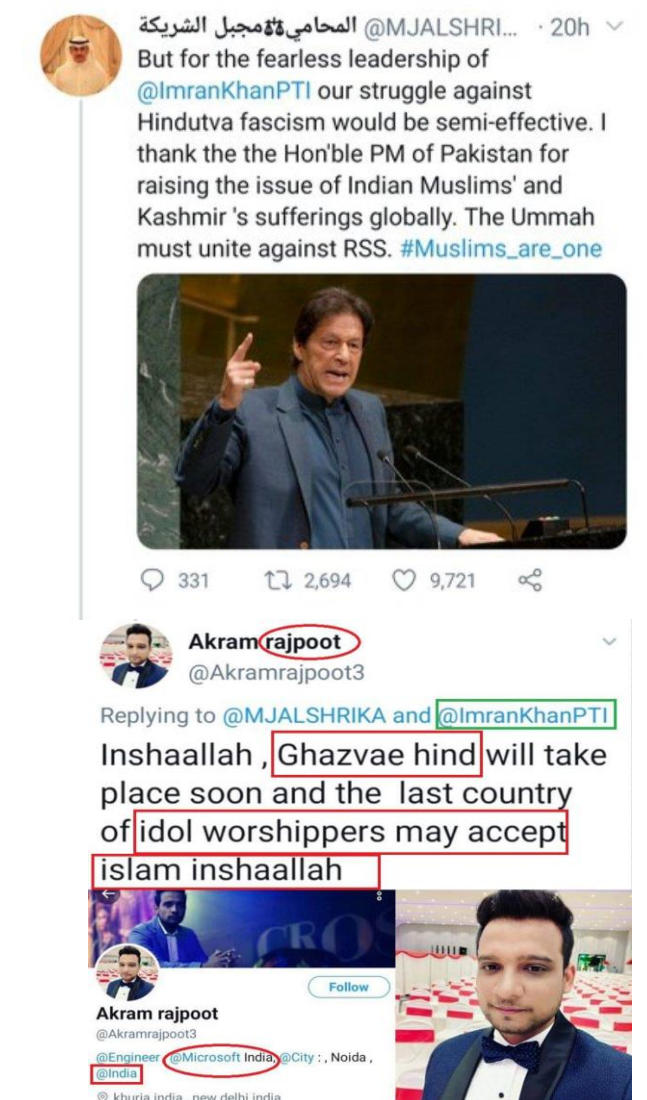 المحامي⚖مجبل الشريكة @MJALSHRI... · 20h
But for the fearless leadership of
@ImranKhanPTI our struggle against
Hindutva fascism would be semi-effective. I
thank the the Hon'ble PM of Pakistan for
raising the issue of Indian Muslims' and
Kashmir 's sufferings globally. The Ummah
must unite against RSS. #Muslims_are_one
331 2,694 9,721
Akram rajpoot
@Akramrajpoot3
Replying to @MJALSHRIKA and @ImranKhanPTI
Inshaallah , Ghazvae hind will take
place soon and the last country
of idol worshippers may accept
islam inshaallah
CROS
Follow
Akram rajpoot
@Akramrajpoot3
@Engineer @Microsoft India, @City : , Noida ,
@India
khurja india new delhi india